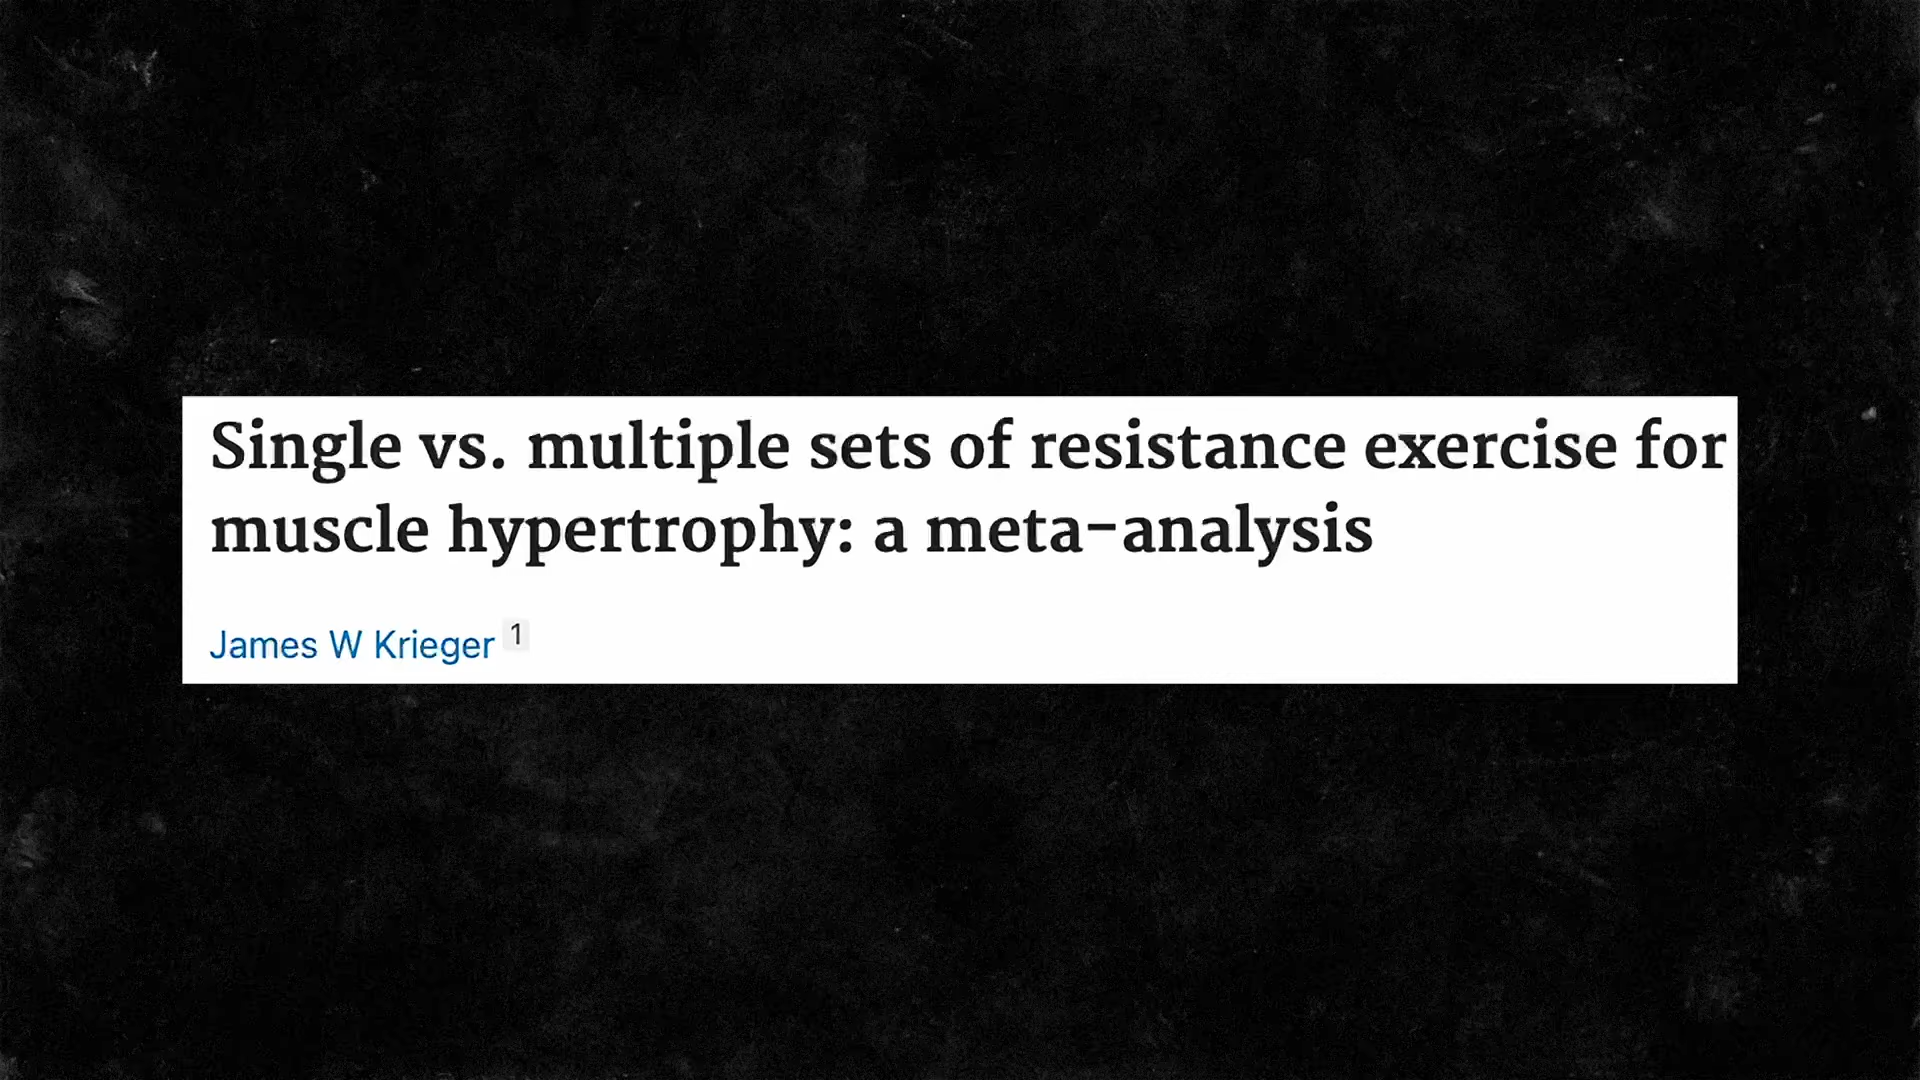 Single vs. multiple sets of resistance exercise for
muscle hypertrophy: a meta-analysis
James W Krieger 1